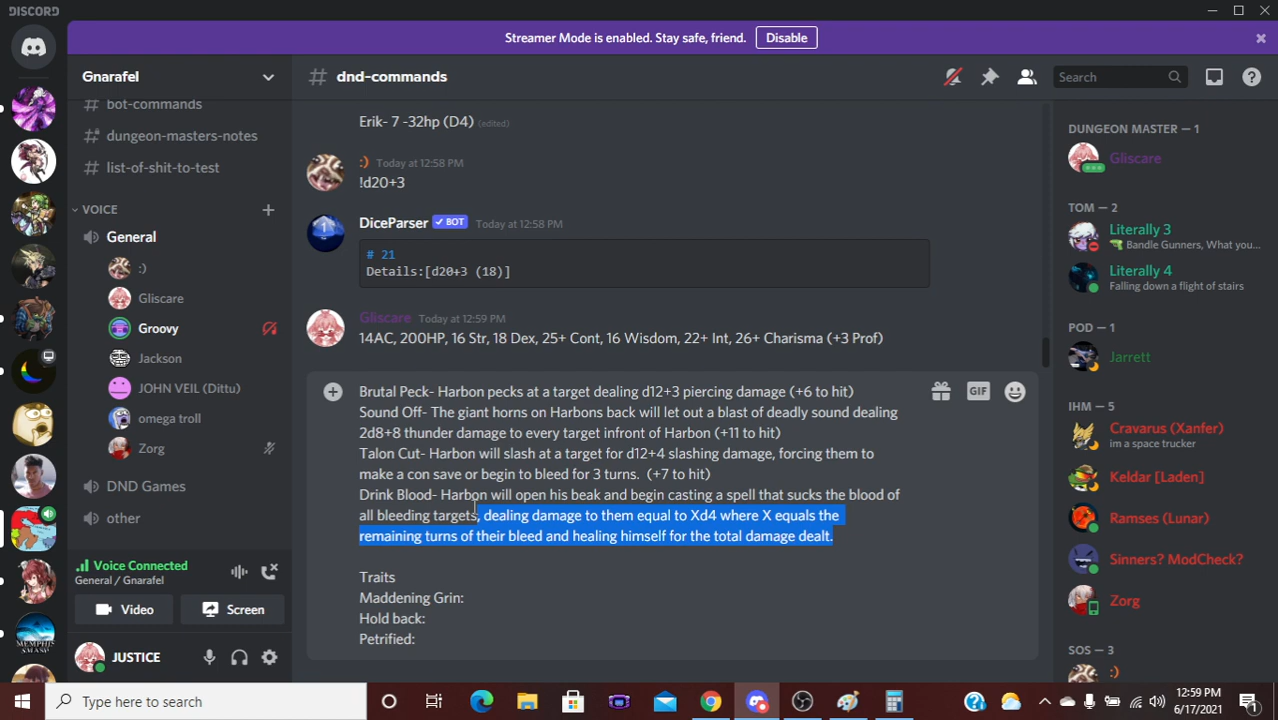 DISCORD
Streamer Mode is enabled. Stay safe, friend. Disable
Gnarafel
bot-commands
dungeon-masters-notes
list-of-shit-to-test
VOICE
General
:)
Gliscare
Groovy
Jackson
JOHN VEIL (Dittu)
omega troll
Zorg
DND Games
other
Voice Connected
General / Gnarafel
Video
Screen
JUSTICE
# dnd-commands
Search
Erik- 7 -32hp (D4) (edited)
:) Today at 12:58 PM
!d20+3
DiceParser ✓ BOT Today at 12:58 PM
# 21
Details:[d20+3 (18)]
Gliscare Today at 12:59 PM
14AC, 200HP, 16 Str, 18 Dex, 25+ Cont, 16 Wisdom, 22+ Int, 26+ Charisma (+3 Prof)
Brutal Peck- Harbon pecks at a target dealing d12+3 piercing damage (+6 to hit)
Sound Off- The giant horns on Harbons back will let out a blast of deadly sound dealing
2d8+8 thunder damage to every target infront of Harbon (+11 to hit)
Talon Cut- Harbon will slash at a target for d12+4 slashing damage, forcing them to
make a con save or begin to bleed for 3 turns. (+7 to hit)
Drink Blood- Harbon will open his beak and begin casting a spell that sucks the blood of
all bleeding targets, dealing damage to them equal to Xd4 where X equals the
remaining turns of their bleed and healing himself for the total damage dealt.
Traits
Maddening Grin:
Hold back:
Petrified:
GIF
DUNGEON MASTER — 1
Gliscare
TOM — 2
Literally 3
Bandle Gunners, What you...
Literally 4
Falling down a flight of stairs
POD — 1
Jarrett
IHM — 5
Cravarus (Xanfer)
im a space trucker
Keldar [Laden]
Ramses (Lunar)
Sinners? ModCheck?
Zorg
SOS — 3
:)
Type here to search
12:59 PM
6/17/2021
1